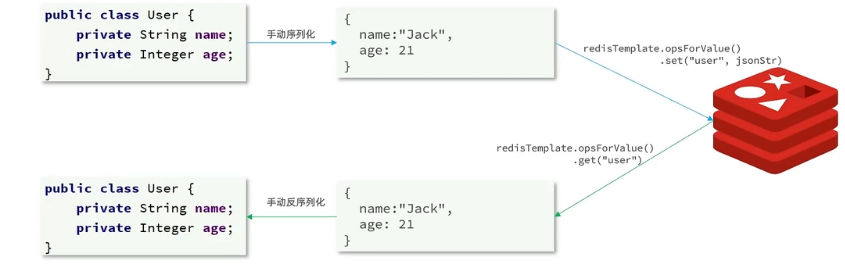 public class User {
    private String name;
    private Integer age;
}
手动序列化
{
  name:"Jack",
  age: 21
}
redisTemplate.opsForValue()
.set("user", jsonStr)
redisTemplate.opsForValue()
.get("user")
public class User {
    private String name;
    private Integer age;
}
手动反序列化
{
  name:"Jack",
  age: 21
}